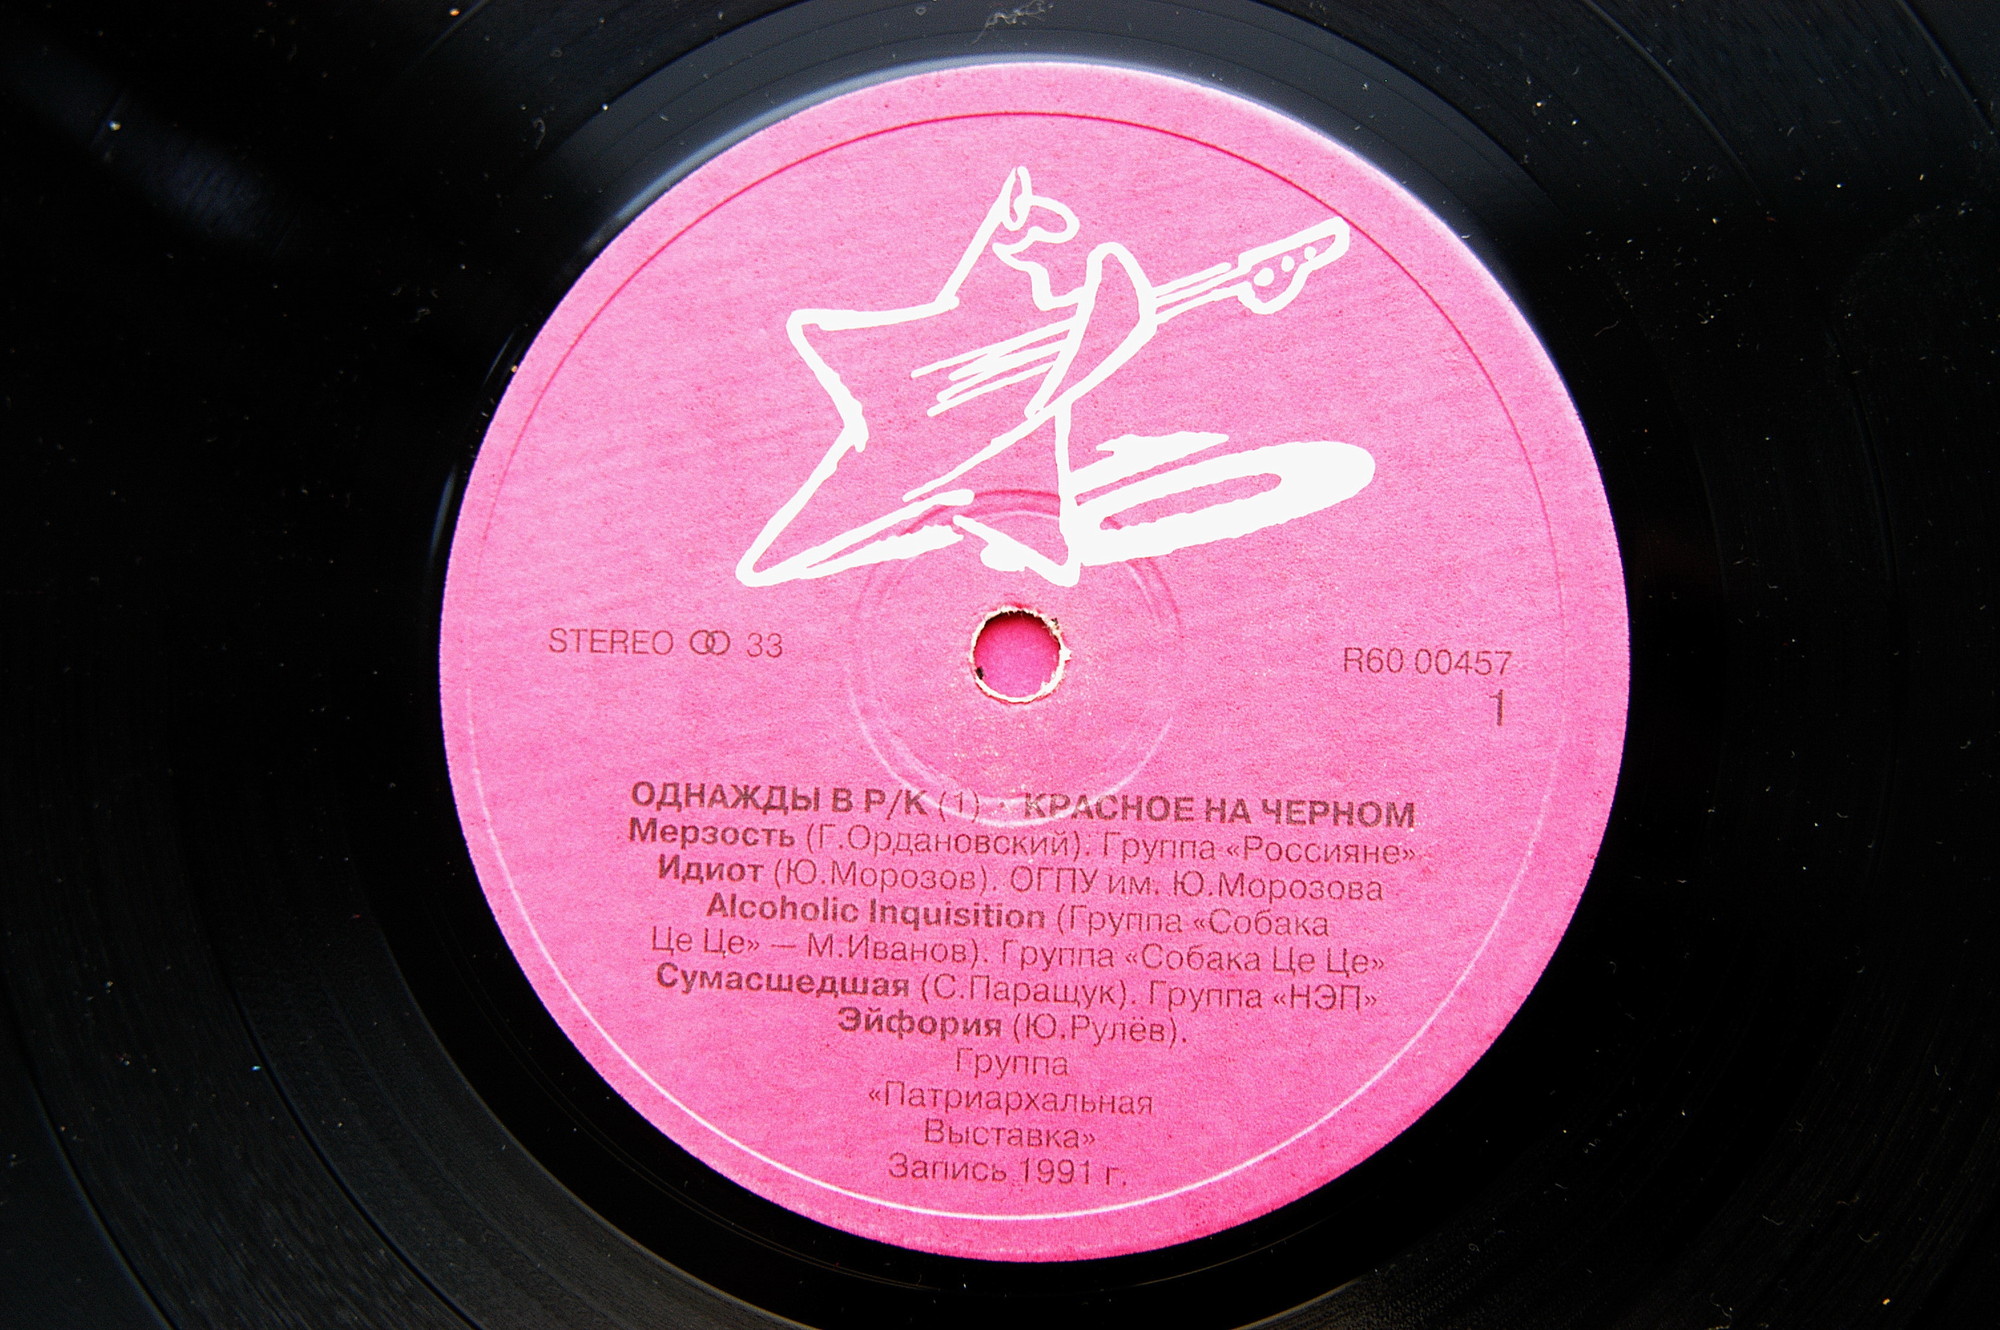 STEREO 33
R60 00457
1
ОДНАЖДЫ В Р/К (1) · КРАСНОЕ НА ЧЕРНОМ
Мерзость (Г.Ордановский). Группа «Россияне»
Идиот (Ю.Морозов). ОГПУ им. Ю.Морозова
Alcoholic Inquisition (Группа «Собака
Це Це» — М.Иванов). Группа «Собака Це Це»
Сумасшедшая (С.Паращук). Группа «НЭП»
Эйфория (Ю.Рулёв).
Группа
«Патриархальная
Выставка»
Запись 1991 г.